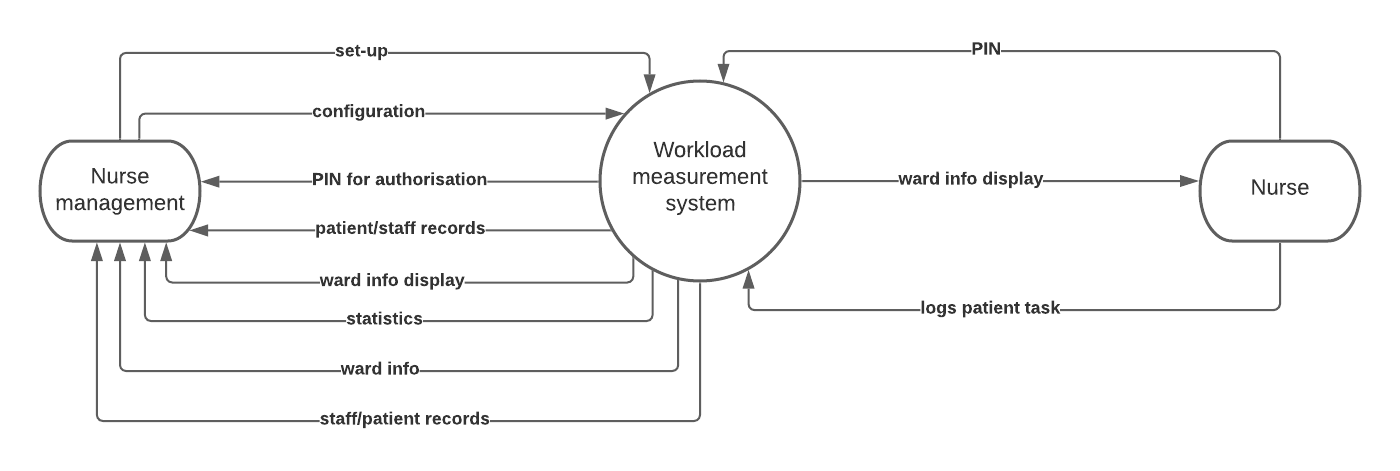 set-up
PIN
configuration
Nurse
management
Workload
measurement
system
Nurse
PIN for authorisation
ward info display
patient/staff records
ward info display
logs patient task
statistics
ward info
staff/patient records